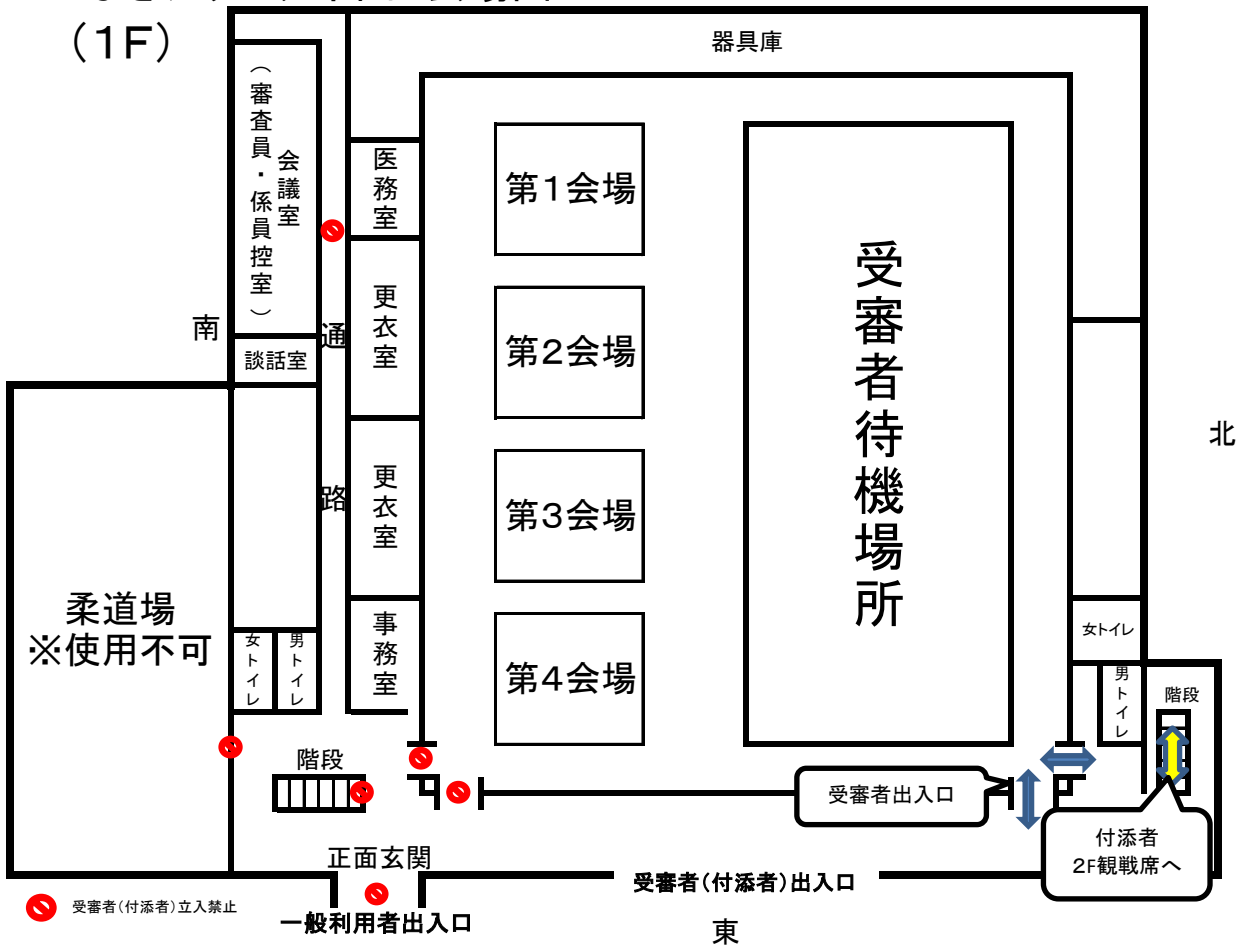 （１Ｆ）
器具庫
会議室
（審査員・係員控室）
医務室
第１会場
受審者待機場所
更衣室
第２会場
南
通路
談話室
北
更衣室
第３会場
柔道場
※使用不可
女トイレ
男トイレ
事務室
第４会場
女トイレ
男トイレ
階段
階段
受審者出入口
付添者
２Ｆ観戦席へ
正面玄関
受審者（付添者）出入口
受審者（付添者）立入禁止
一般利用者出入口
東